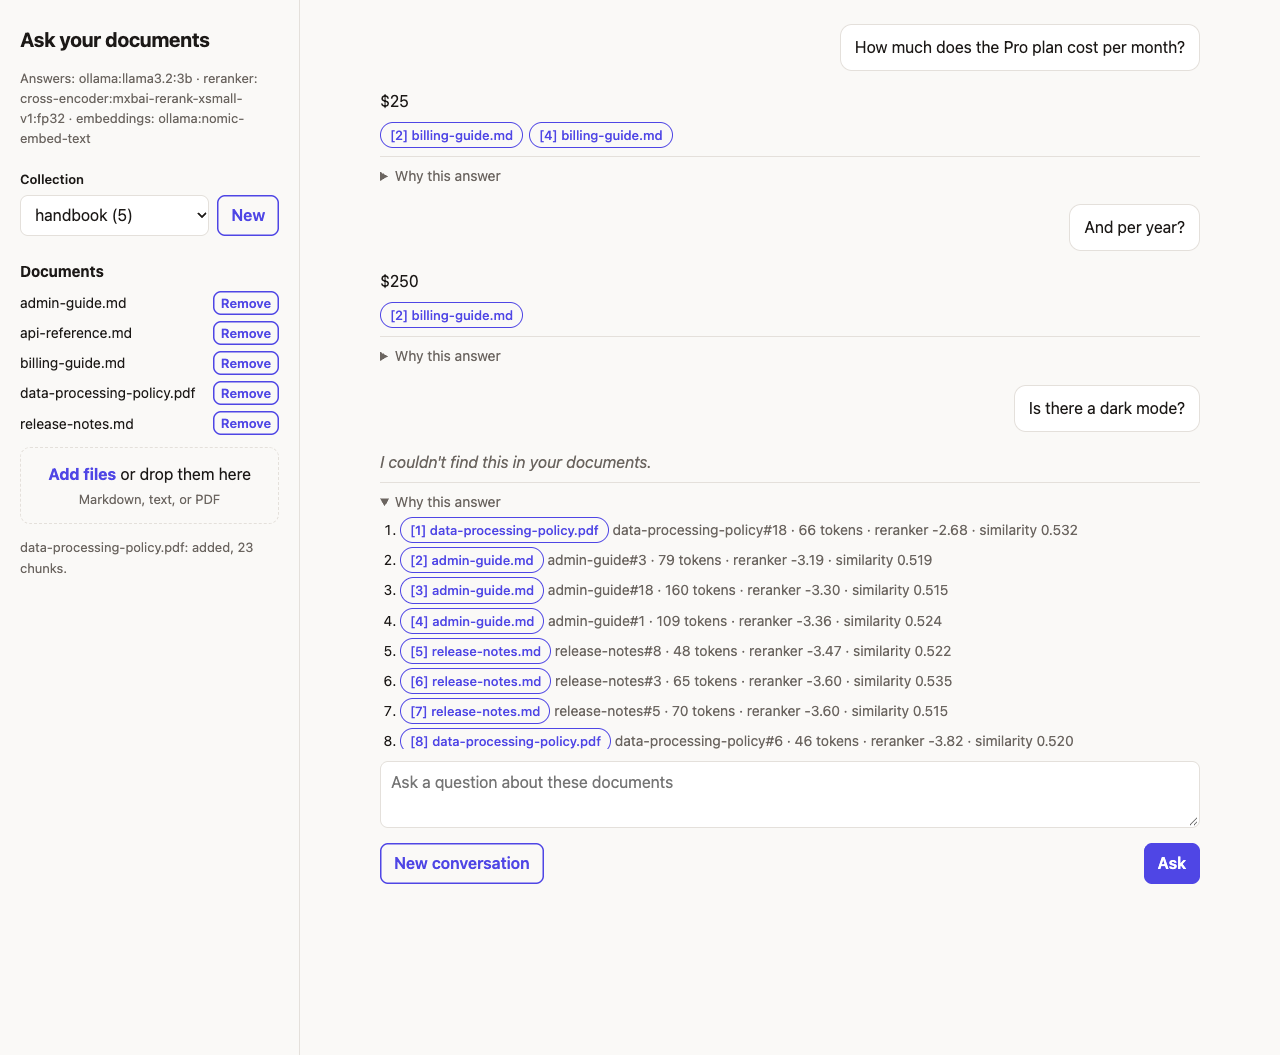 Ask your documents
Answers: ollama:llama3.2:3b · reranker:
cross-encoder:mxbai-rerank-xsmall-
v1:fp32 · embeddings: ollama:nomic-
embed-text
Collection
handbook (5)
New
Documents
admin-guide.md
Remove
api-reference.md
Remove
billing-guide.md
Remove
data-processing-policy.pdf
Remove
release-notes.md
Remove
Add files or drop them here
Markdown, text, or PDF
data-processing-policy.pdf: added, 23
chunks.
How much does the Pro plan cost per month?
$25
[2] billing-guide.md [4] billing-guide.md
Why this answer
And per year?
$250
[2] billing-guide.md
Why this answer
Is there a dark mode?
I couldn't find this in your documents.
Why this answer
1. [1] data-processing-policy.pdf data-processing-policy#18 · 66 tokens · reranker -2.68 · similarity 0.532
2. [2] admin-guide.md admin-guide#3 · 79 tokens · reranker -3.19 · similarity 0.519
3. [3] admin-guide.md admin-guide#18 · 160 tokens · reranker -3.30 · similarity 0.515
4. [4] admin-guide.md admin-guide#1 · 109 tokens · reranker -3.36 · similarity 0.524
5. [5] release-notes.md release-notes#8 · 48 tokens · reranker -3.47 · similarity 0.522
6. [6] release-notes.md release-notes#3 · 65 tokens · reranker -3.60 · similarity 0.535
7. [7] release-notes.md release-notes#5 · 70 tokens · reranker -3.60 · similarity 0.515
8. [8] data-processing-policy.pdf data-processing-policy#6 · 46 tokens · reranker -3.82 · similarity 0.520
Ask a question about these documents
New conversation
Ask